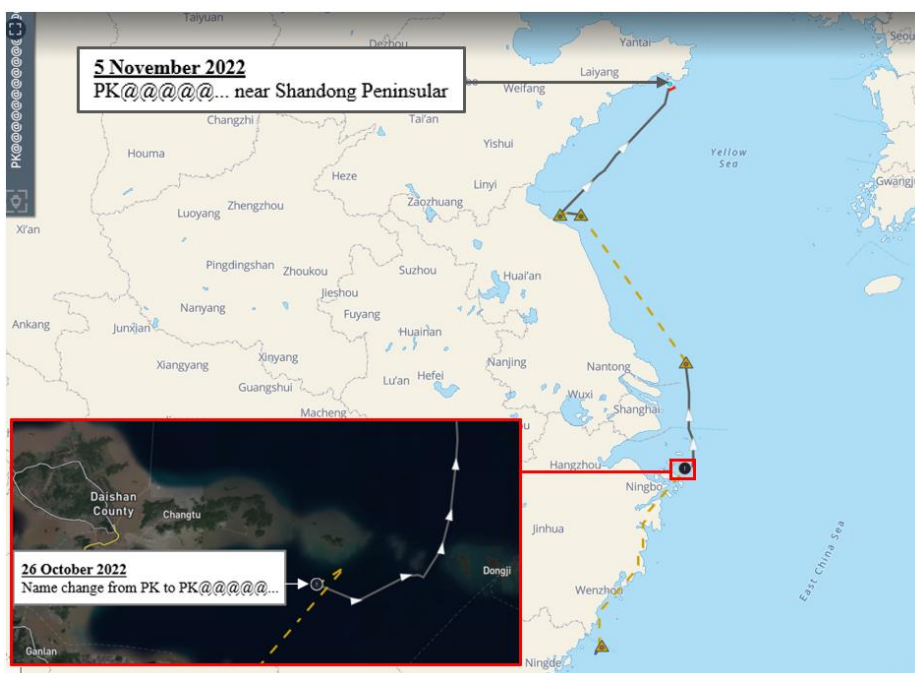 5 November 2022
PK@@@@@... near Shandong Peninsular
Taiyuan
Dezhou
Yantai
Seoul
Laiyang
Weifang
Changzhi
Tai'an
Houma
Yishui
Yellow
Sea
Heze
Linyi
Gwangju
Zaozhuang
Luoyang
Zhengzhou
Xi'an
Pingdingshan
Zhoukou
Suzhou
Huai'an
Jieshou
Nanyang
Fuyang
Ankang
Junxian
Huainan
Xinyang
Nanjing
Nantong
Xiangyang
Lu'an
Hefei
Guangshui
Wuxi
Macheng
Shanghai
Hangzhou
Ningbo
Daishan
County
Changtu
Jinhua
East China Sea
26 October 2022
Name change from PK to PK@@@@@...
Dongji
Wenzhou
Ganlan
Ningde